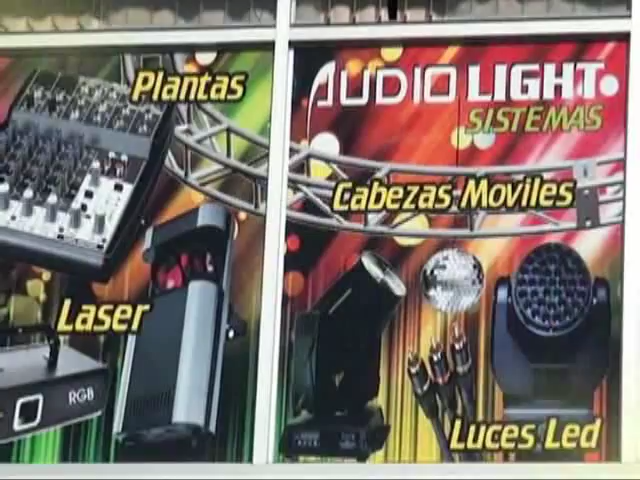 Plantas
Laser
RGB
AUDIO LIGHT
SISTEMAS
Cabezas Moviles
Luces Led